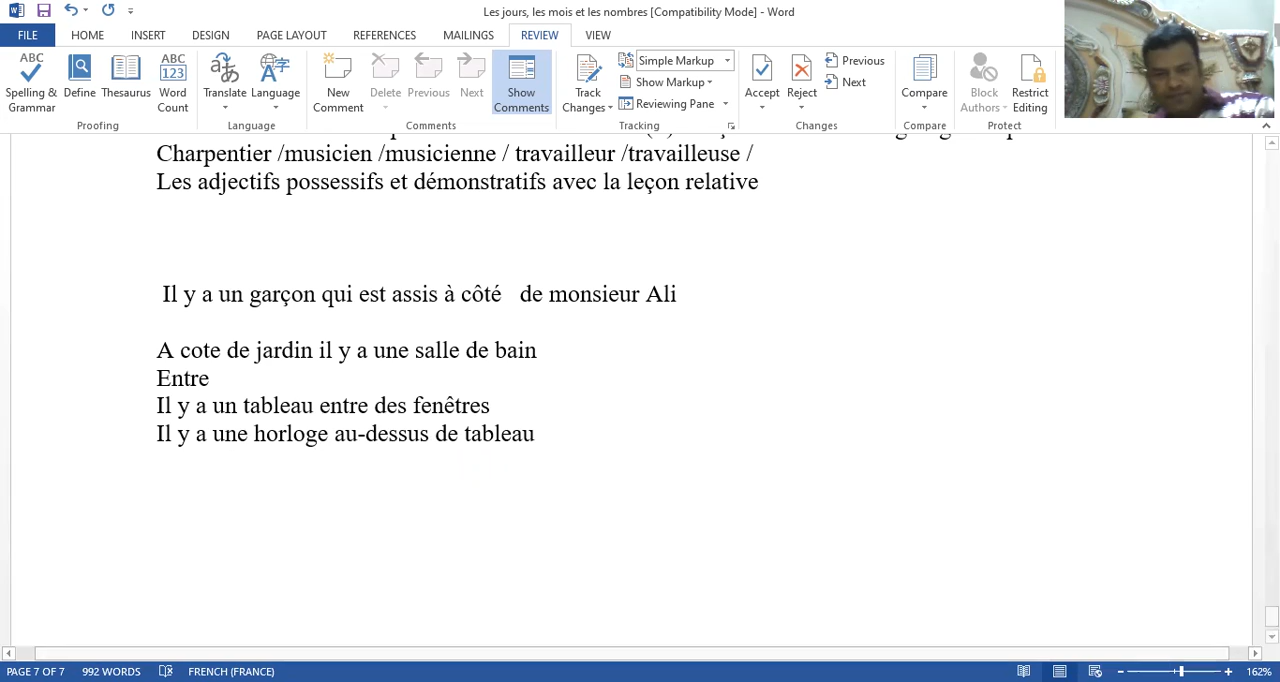 Les jours, les mois et les nombres [Compatibility Mode] - Word
FILE HOME INSERT DESIGN PAGE LAYOUT REFERENCES MAILINGS REVIEW VIEW
ABC Spelling & Grammar
Define
Thesaurus
ABC 123 Word Count
Translate
Language
New Comment
Delete
Previous
Next
Show Comments
Track Changes
Simple Markup
Show Markup
Reviewing Pane
Accept
Reject
Previous
Next
Compare
Block Authors
Restrict Editing
Proofing Language Comments Tracking Changes Compare Protect
Charpentier /musicien /musicienne / travailleur /travailleuse /
Les adjectifs possessifs et démonstratifs avec la leçon relative
Il y a un garçon qui est assis à côté de monsieur Ali
A cote de jardin il y a une salle de bain
Entre
Il y a un tableau entre des fenêtres
Il y a une horloge au-dessus de tableau
PAGE 7 OF 7 992 WORDS FRENCH (FRANCE) 162%